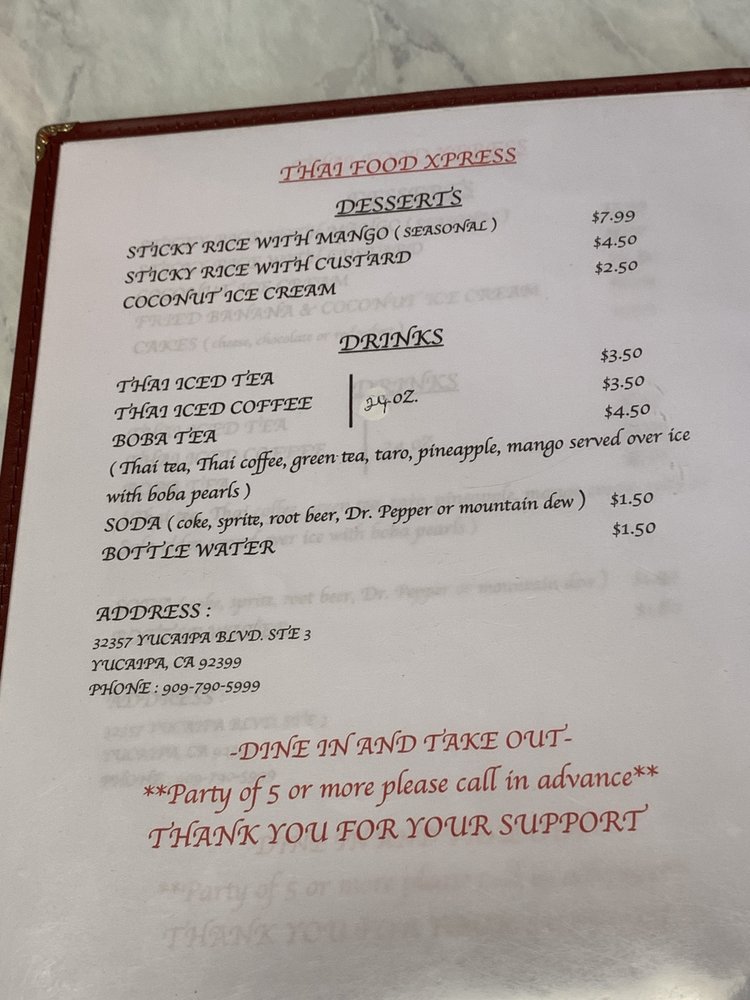 THAI FOOD XPRESS
DESSERTS
STICKY RICE WITH MANGO ( SEASONAL ) $7.99
STICKY RICE WITH CUSTARD $4.50
COCONUT ICE CREAM $2.50
DRINKS
THAI ICED TEA $3.50
THAI ICED COFFEE 24 OZ. $3.50
BOBA TEA $4.50
( Thai tea, Thai coffee, green tea, taro, pineapple, mango served over ice
with boba pearls )
SODA ( coke, sprite, root beer, Dr. Pepper or mountain dew ) $1.50
BOTTLE WATER $1.50
ADDRESS :
32357 YUCAIPA BLVD. STE 3
YUCAIPA, CA 92399
PHONE : 909-790-5999
-DINE IN AND TAKE OUT-
**Party of 5 or more please call in advance**
THANK YOU FOR YOUR SUPPORT